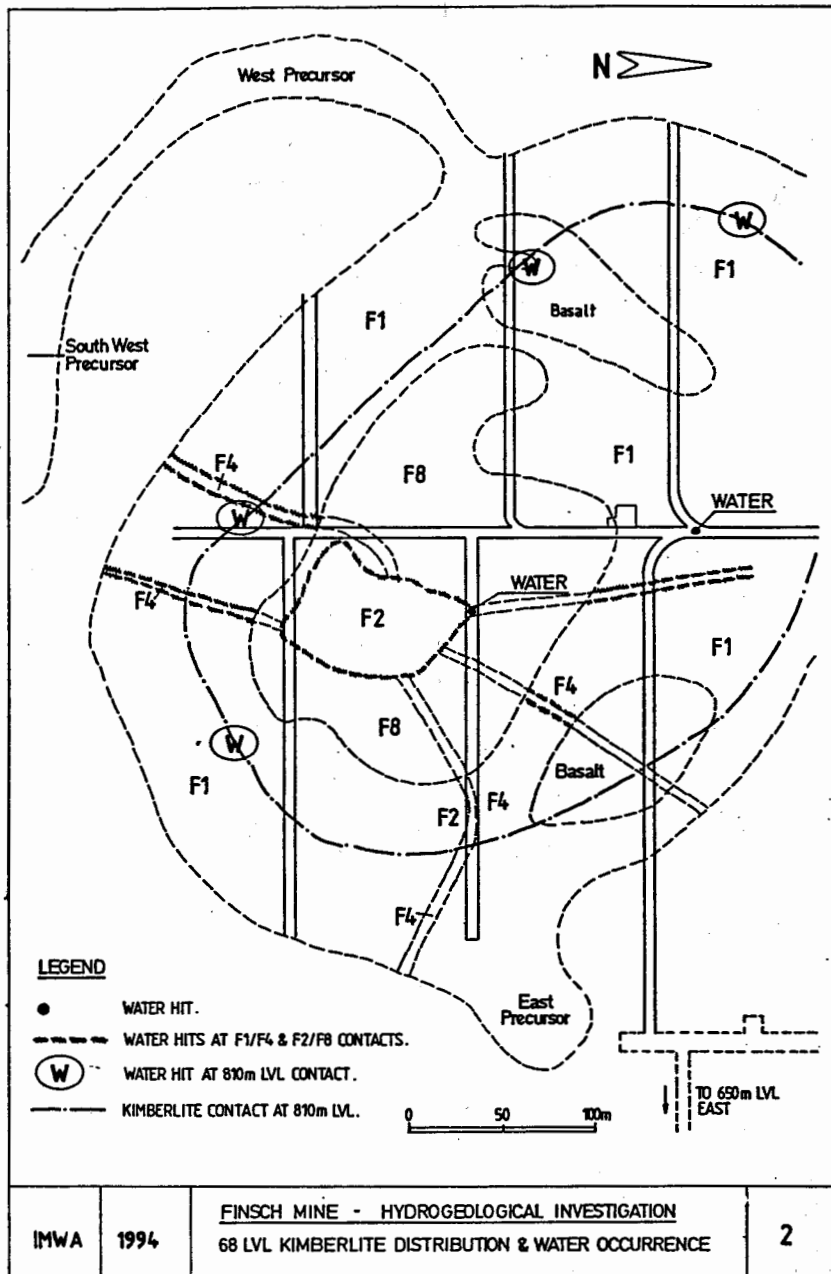 West Precursor
N
W
F1
W
F1
Basalt
South West
Precursor
F4
F8
F1
W
WATER
WATER
F4
F2
F1
F4
W
F8
Basalt
F1
F2
F4
F4
East
Precursor
LEGEND
WATER HIT.
WATER HITS AT F1/F4 & F2/F8 CONTACTS.
W
WATER HIT AT 810m LVL CONTACT.
KIMBERLITE CONTACT AT 810m LVL.
0 50 100m
TO 650m LVL
EAST
IMWA
1994
FINSCH MINE - HYDROGEOLOGICAL INVESTIGATION
68 LVL KIMBERLITE DISTRIBUTION & WATER OCCURRENCE
2